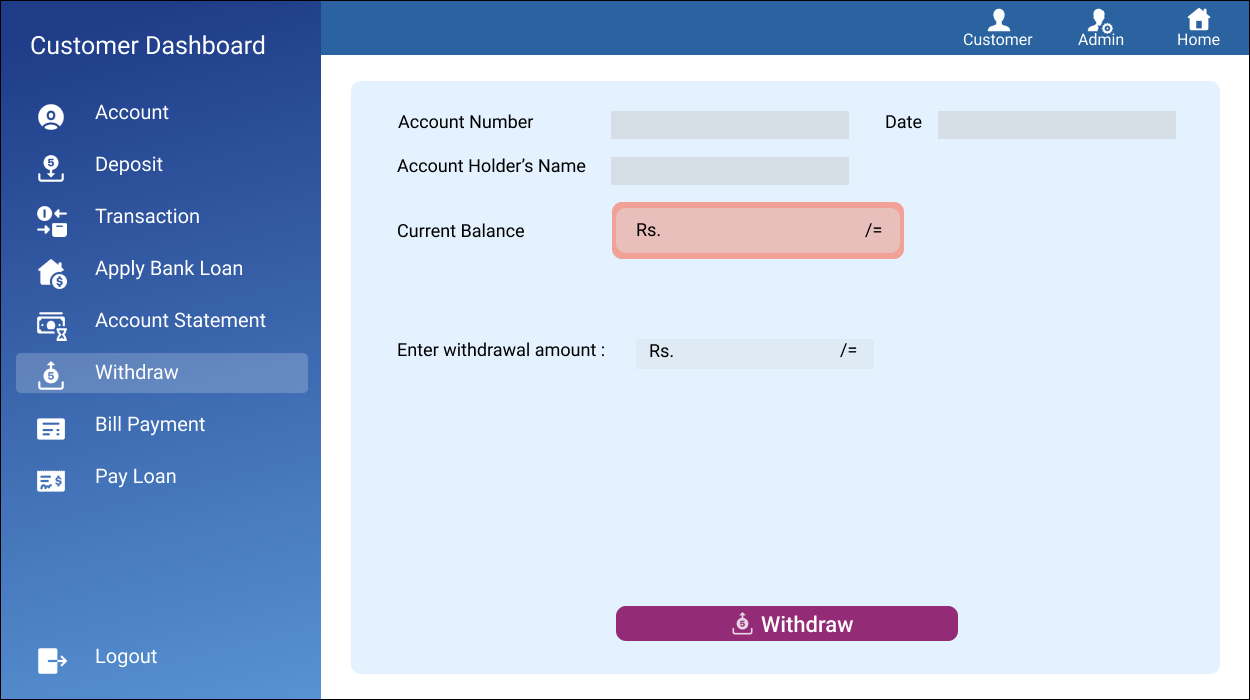 Customer Dashboard
Account
Deposit
Transaction
Apply Bank Loan
Account Statement
Withdraw
Bill Payment
Pay Loan
Logout
Customer Admin Home
Account Number Date
Account Holder’s Name
Current Balance Rs. /=
Enter withdrawal amount : Rs. /=
Withdraw